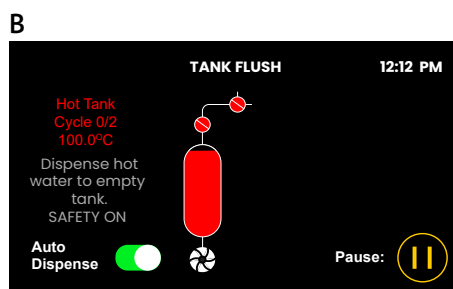 B
TANK FLUSH
12:12 PM
Hot Tank
Cycle 0/2
100.0°C
Dispense hot
water to empty
tank.
SAFETY ON
Auto
Dispense
Pause: